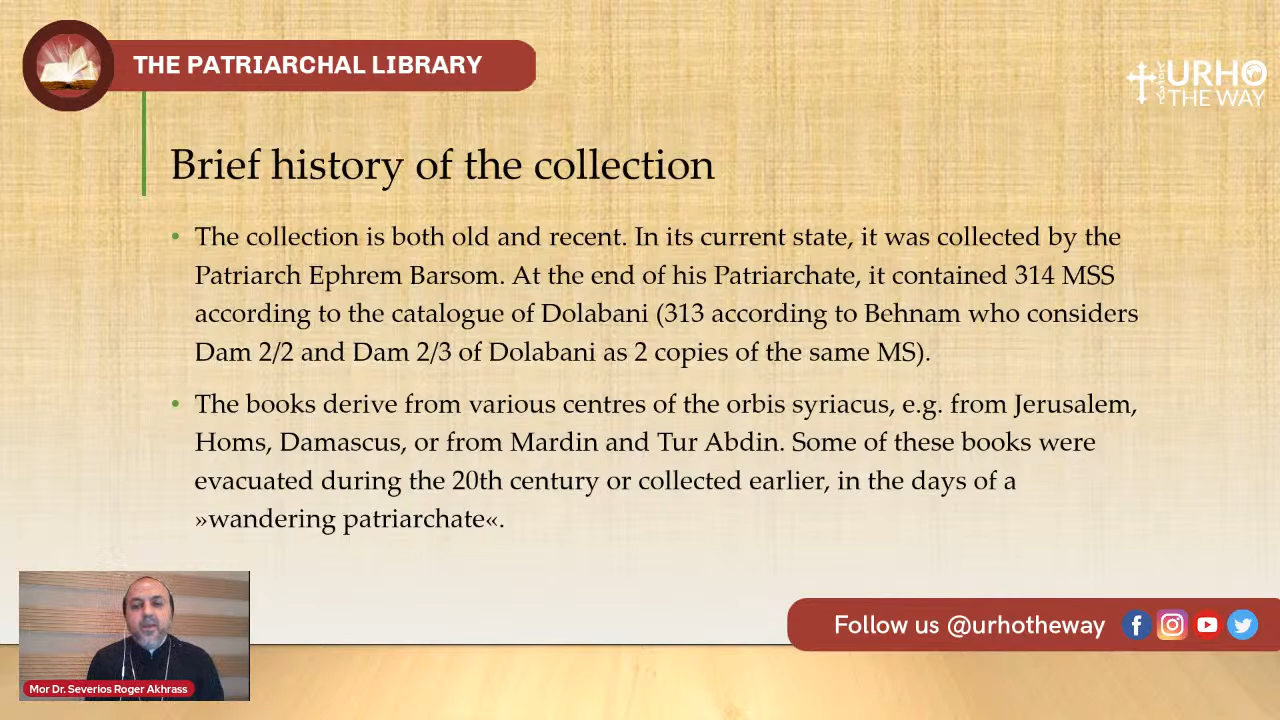 THE PATRIARCHAL LIBRARY
URHO
THE WAY
Brief history of the collection
• The collection is both old and recent. In its current state, it was collected by the
Patriarch Ephrem Barsom. At the end of his Patriarchate, it contained 314 MSS
according to the catalogue of Dolabani (313 according to Behnam who considers
Dam 2/2 and Dam 2/3 of Dolabani as 2 copies of the same MS).
• The books derive from various centres of the orbis syriacus, e.g. from Jerusalem,
Homs, Damascus, or from Mardin and Tur Abdin. Some of these books were
evacuated during the 20th century or collected earlier, in the days of a
»wandering patriarchate«.
Follow us @urhotheway
Mor Dr. Severios Roger Akhrass